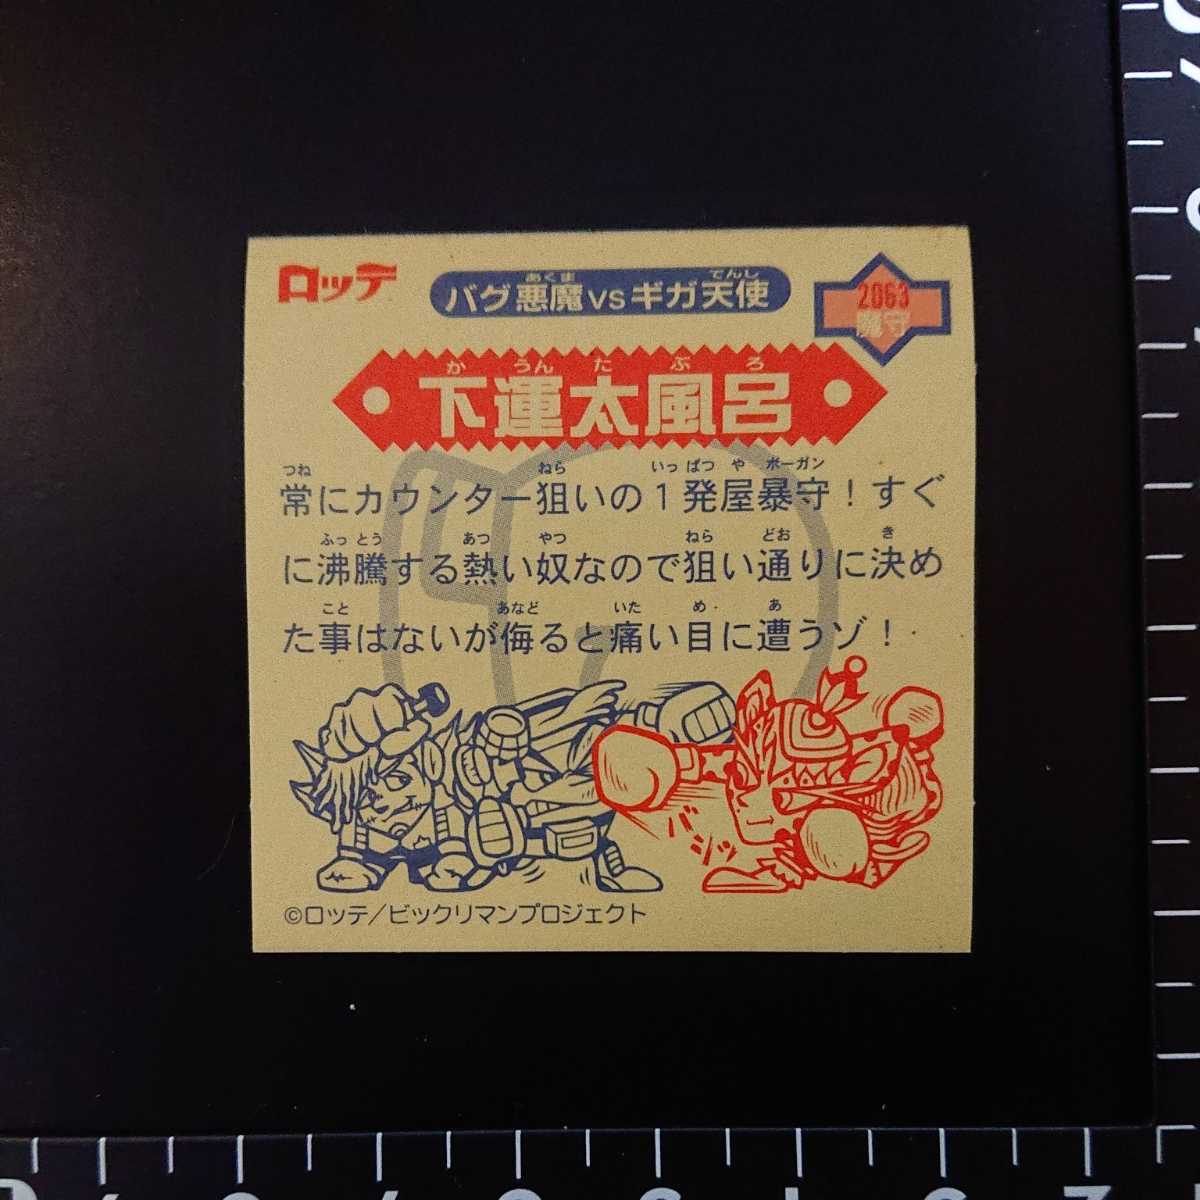 ロッテ
あくま てんし
バグ悪魔vsギガ天使
2063
魔守
か うん た ぶ ろ
下運太風呂
つね ねら いっ ぱつ や ボーガン
常にカウンター狙いの1発屋暴守！すぐ
ふっ とう あつ やつ ねら どお き
に沸騰する熱い奴なので狙い通りに決め
こと あなど いた め あ
た事はないが侮ると痛い目に遭うゾ！
©ロッテ/ビックリマンプロジェクト